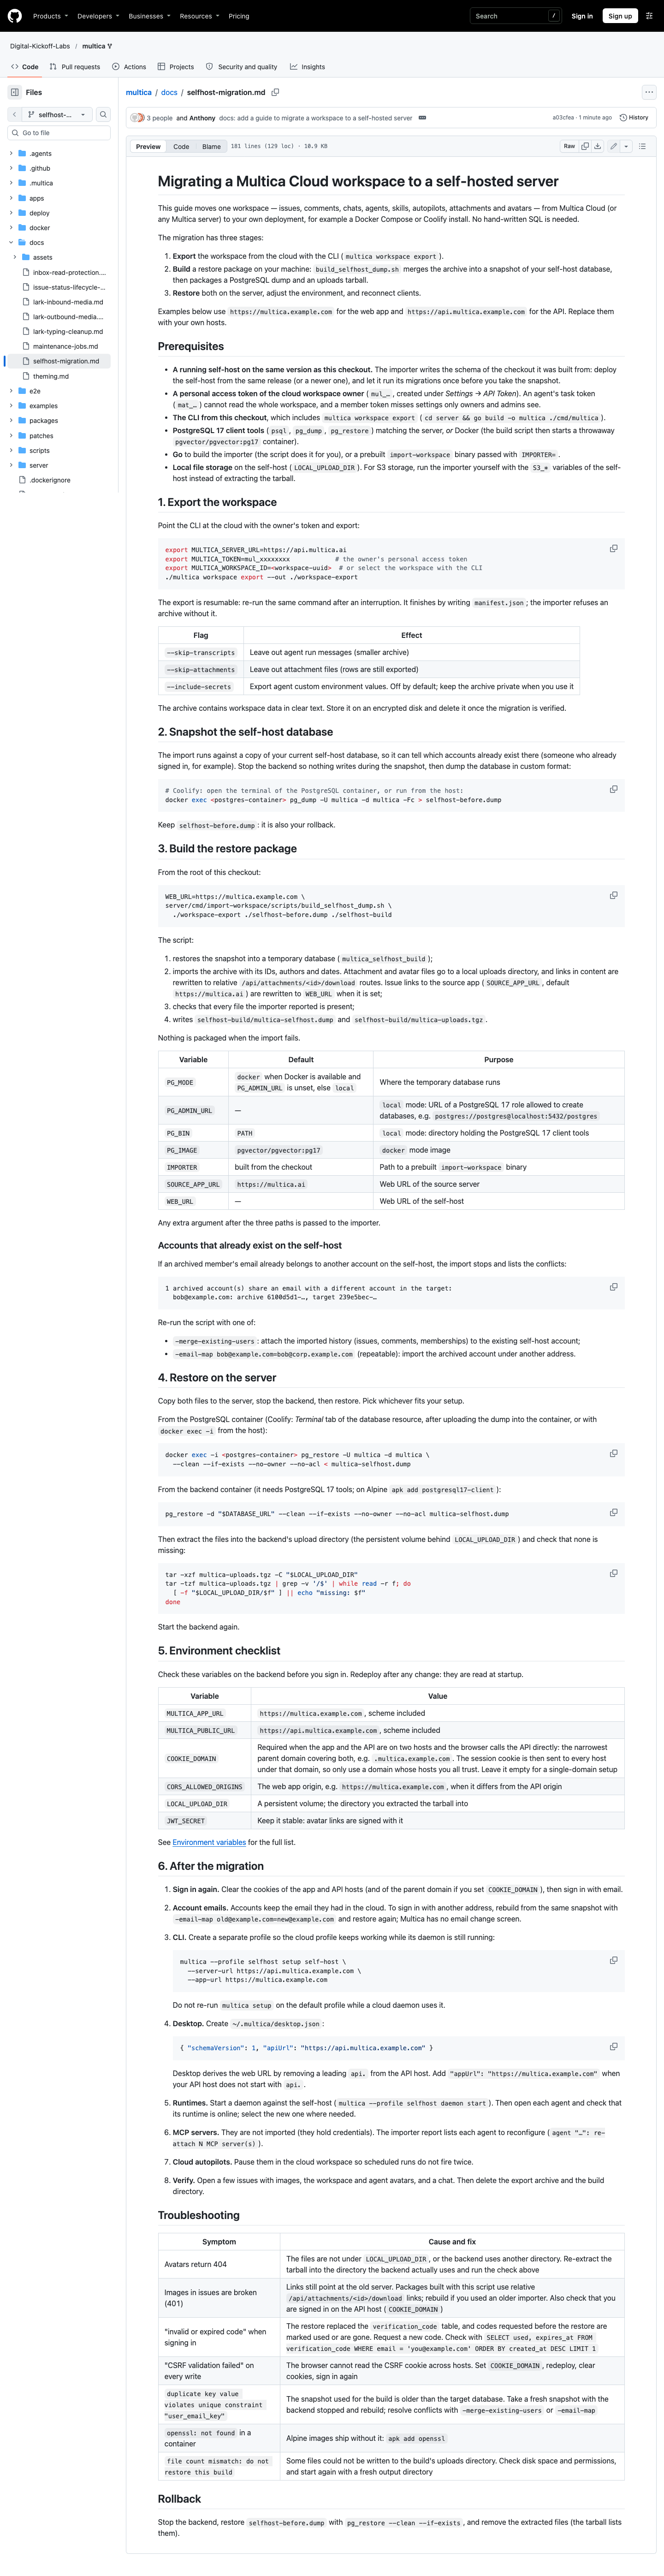 Products Developers Businesses Resources Pricing Search / Sign in Sign up
Digital-Kickoff-Labs / multica
Code Pull requests Actions Projects Security and quality Insights
Files
selfhost-...
Go to file
.agents
.github
.multica
apps
deploy
docker
docs
assets
inbox-read-protection....
issue-status-lifecycle-...
lark-inbound-media.md
lark-outbound-media....
lark-typing-cleanup.md
maintenance-jobs.md
selfhost-migration.md
theming.md
e2e
examples
packages
patches
scripts
server
.dockerignore
multica / docs / selfhost-migration.md
3 people and Anthony docs: add a guide to migrate a workspace to a self-hosted server a03cfea · 1 minute ago History
Preview Code Blame 181 lines (129 loc) · 10.9 KB Raw
Migrating a Multica Cloud workspace to a self-hosted server
This guide moves one workspace — issues, comments, chats, agents, skills, autopilots, attachments and avatars — from Multica Cloud (or
any Multica server) to your own deployment, for example a Docker Compose or Coolify install. No hand-written SQL is needed.
The migration has three stages:
1. Export the workspace from the cloud with the CLI ( multica workspace export ).
2. Build a restore package on your machine: build_selfhost_dump.sh merges the archive into a snapshot of your self-host database,
then packages a PostgreSQL dump and an uploads tarball.
3. Restore both on the server, adjust the environment, and reconnect clients.
Examples below use https://multica.example.com for the web app and https://api.multica.example.com for the API. Replace them
with your own hosts.
Prerequisites
• A running self-host on the same version as this checkout. The importer writes the schema of the checkout it was built from: deploy
the self-host from the same release (or a newer one), and let it run its migrations once before you take the snapshot.
• A personal access token of the cloud workspace owner ( mul_… , created under Settings → API Token). An agent's task token
( mat_… ) cannot read the whole workspace, and a member token misses settings only owners and admins see.
• The CLI from this checkout, which includes multica workspace export ( cd server && go build -o multica ./cmd/multica ).
• PostgreSQL 17 client tools ( psql , pg_dump , pg_restore ) matching the server, or Docker (the build script then starts a throwaway
pgvector/pgvector:pg17 container).
• Go to build the importer (the script does it for you), or a prebuilt import-workspace binary passed with IMPORTER= .
• Local file storage on the self-host ( LOCAL_UPLOAD_DIR ). For S3 storage, run the importer yourself with the S3_* variables of the self-
host instead of extracting the tarball.
1. Export the workspace
Point the CLI at the cloud with the owner's token and export:
export MULTICA_SERVER_URL=https://api.multica.ai
export MULTICA_TOKEN=mul_xxxxxxxx # the owner's personal access token
export MULTICA_WORKSPACE_ID=<workspace-uuid> # or select the workspace with the CLI
./multica workspace export --out ./workspace-export
The export is resumable: re-run the same command after an interruption. It finishes by writing manifest.json ; the importer refuses an
archive without it.
Flag Effect
--skip-transcripts Leave out agent run messages (smaller archive)
--skip-attachments Leave out attachment files (rows are still exported)
--include-secrets Export agent custom environment values. Off by default; keep the archive private when you use it
The archive contains workspace data in clear text. Store it on an encrypted disk and delete it once the migration is verified.
2. Snapshot the self-host database
The import runs against a copy of your current self-host database, so it can tell which accounts already exist there (someone who already
signed in, for example). Stop the backend so nothing writes during the snapshot, then dump the database in custom format:
# Coolify: open the terminal of the PostgreSQL container, or run from the host:
docker exec <postgres-container> pg_dump -U multica -d multica -Fc > selfhost-before.dump
Keep selfhost-before.dump : it is also your rollback.
3. Build the restore package
From the root of this checkout:
WEB_URL=https://multica.example.com \
server/cmd/import-workspace/scripts/build_selfhost_dump.sh \
./workspace-export ./selfhost-before.dump ./selfhost-build
The script:
1. restores the snapshot into a temporary database ( multica_selfhost_build );
2. imports the archive with its IDs, authors and dates. Attachment and avatar files go to a local uploads directory, and links in content are
rewritten to relative /api/attachments/<id>/download routes. Issue links to the source app ( SOURCE_APP_URL , default
https://multica.ai ) are rewritten to WEB_URL when it is set;
3. checks that every file the importer reported is present;
4. writes selfhost-build/multica-selfhost.dump and selfhost-build/multica-uploads.tgz .
Nothing is packaged when the import fails.
Variable Default Purpose
PG_MODE docker when Docker is available and
PG_ADMIN_URL is unset, else local Where the temporary database runs
PG_ADMIN_URL — local mode: URL of a PostgreSQL 17 role allowed to create
databases, e.g. postgres://postgres@localhost:5432/postgres
PG_BIN PATH local mode: directory holding the PostgreSQL 17 client tools
PG_IMAGE pgvector/pgvector:pg17 docker mode image
IMPORTER built from the checkout Path to a prebuilt import-workspace binary
SOURCE_APP_URL https://multica.ai Web URL of the source server
WEB_URL — Web URL of the self-host
Any extra argument after the three paths is passed to the importer.
Accounts that already exist on the self-host
If an archived member's email already belongs to another account on the self-host, the import stops and lists the conflicts:
1 archived account(s) share an email with a different account in the target:
bob@example.com: archive 6100d5d1-…, target 239e5bec-…
Re-run the script with one of:
• -merge-existing-users : attach the imported history (issues, comments, memberships) to the existing self-host account;
• -email-map bob@example.com=bob@corp.example.com (repeatable): import the archived account under another address.
4. Restore on the server
Copy both files to the server, stop the backend, then restore. Pick whichever fits your setup.
From the PostgreSQL container (Coolify: Terminal tab of the database resource, after uploading the dump into the container, or with
docker exec -i from the host):
docker exec -i <postgres-container> pg_restore -U multica -d multica \
--clean --if-exists --no-owner --no-acl < multica-selfhost.dump
From the backend container (it needs PostgreSQL 17 tools; on Alpine apk add postgresql17-client ):
pg_restore -d "$DATABASE_URL" --clean --if-exists --no-owner --no-acl multica-selfhost.dump
Then extract the files into the backend's upload directory (the persistent volume behind LOCAL_UPLOAD_DIR ) and check that none is
missing:
tar -xzf multica-uploads.tgz -C "$LOCAL_UPLOAD_DIR"
tar -tzf multica-uploads.tgz | grep -v '/$' | while read -r f; do
[ -f "$LOCAL_UPLOAD_DIR/$f" ] || echo "missing: $f"
done
Start the backend again.
5. Environment checklist
Check these variables on the backend before you sign in. Redeploy after any change: they are read at startup.
Variable Value
MULTICA_APP_URL https://multica.example.com , scheme included
MULTICA_PUBLIC_URL https://api.multica.example.com , scheme included
COOKIE_DOMAIN Required when the app and the API are on two hosts and the browser calls the API directly: the narrowest
parent domain covering both, e.g. .multica.example.com . The session cookie is then sent to every host
under that domain, so only use a domain whose hosts you all trust. Leave it empty for a single-domain setup
CORS_ALLOWED_ORIGINS The web app origin, e.g. https://multica.example.com , when it differs from the API origin
LOCAL_UPLOAD_DIR A persistent volume; the directory you extracted the tarball into
JWT_SECRET Keep it stable: avatar links are signed with it
See Environment variables for the full list.
6. After the migration
1. Sign in again. Clear the cookies of the app and API hosts (and of the parent domain if you set COOKIE_DOMAIN ), then sign in with email.
2. Account emails. Accounts keep the email they had in the cloud. To sign in with another address, rebuild from the same snapshot with
-email-map old@example.com=new@example.com and restore again; Multica has no email change screen.
3. CLI. Create a separate profile so the cloud profile keeps working while its daemon is still running:
multica --profile selfhost setup self-host \
--server-url https://api.multica.example.com \
--app-url https://multica.example.com
Do not re-run multica setup on the default profile while a cloud daemon uses it.
4. Desktop. Create ~/.multica/desktop.json :
{ "schemaVersion": 1, "apiUrl": "https://api.multica.example.com" }
Desktop derives the web URL by removing a leading api. from the API host. Add "appUrl": "https://multica.example.com" when
your API host does not start with api. .
5. Runtimes. Start a daemon against the self-host ( multica --profile selfhost daemon start ). Then open each agent and check that
its runtime is online; select the new one where needed.
6. MCP servers. They are not imported (they hold credentials). The importer report lists each agent to reconfigure ( agent "…": re-
attach N MCP server(s) ).
7. Cloud autopilots. Pause them in the cloud workspace so scheduled runs do not fire twice.
8. Verify. Open a few issues with images, the workspace and agent avatars, and a chat. Then delete the export archive and the build
directory.
Troubleshooting
Symptom Cause and fix
Avatars return 404 The files are not under LOCAL_UPLOAD_DIR , or the backend uses another directory. Re-extract the
tarball into the directory the backend actually uses and run the check above
Images in issues are broken
(401) Links still point at the old server. Packages built with this script use relative
/api/attachments/<id>/download links; rebuild if you used an older importer. Also check that you
are signed in on the API host ( COOKIE_DOMAIN )
"invalid or expired code" when
signing in The restore replaced the verification_code table, and codes requested before the restore are
marked used or are gone. Request a new code. Check with SELECT used, expires_at FROM
verification_code WHERE email = 'you@example.com' ORDER BY created_at DESC LIMIT 1
"CSRF validation failed" on
every write The browser cannot read the CSRF cookie across hosts. Set COOKIE_DOMAIN , redeploy, clear
cookies, sign in again
duplicate key value
violates unique constraint
"user_email_key" The snapshot used for the build is older than the target database. Take a fresh snapshot with the
backend stopped and rebuild; resolve conflicts with -merge-existing-users or -email-map
openssl: not found in a
container Alpine images ship without it: apk add openssl
file count mismatch: do not
restore this build Some files could not be written to the build's uploads directory. Check disk space and permissions,
and start again with a fresh output directory
Rollback
Stop the backend, restore selfhost-before.dump with pg_restore --clean --if-exists , and remove the extracted files (the tarball lists
them).